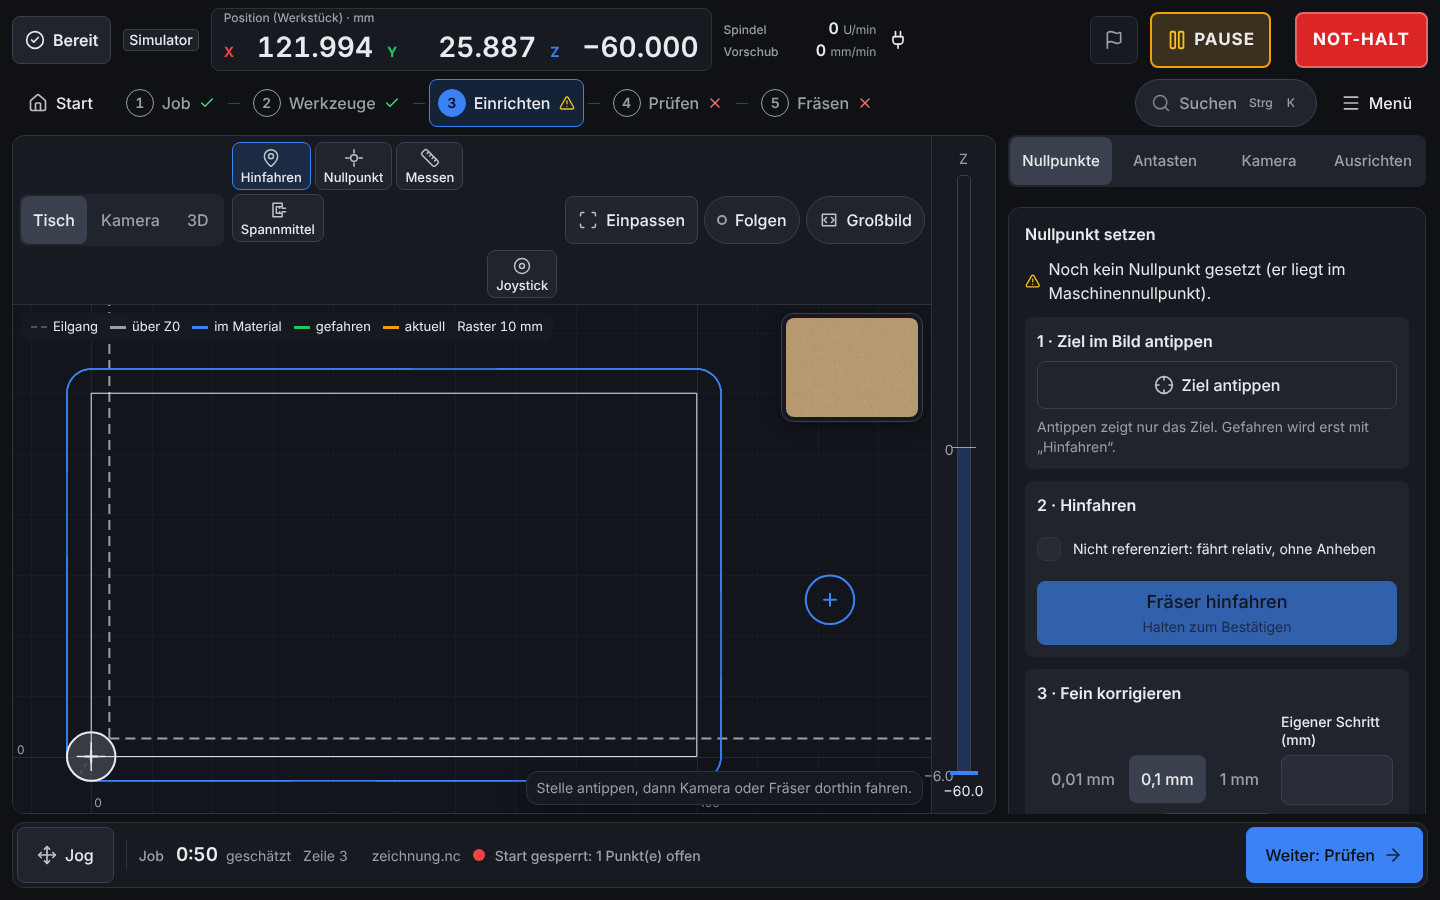 Bereit
Simulator
Position (Werkstück) · mm
X 121.994 Y 25.887 Z −60.000
Spindel 0 U/min
Vorschub 0 mm/min
PAUSE
NOT-HALT
Start
1 Job
2 Werkzeuge
3 Einrichten
4 Prüfen
5 Fräsen
Suchen Strg K
Menü
Hinfahren
Nullpunkt
Messen
Tisch
Kamera
3D
Spannmittel
Einpassen
Folgen
Großbild
Joystick
Eilgang über Z0 im Material gefahren aktuell Raster 10 mm
0
0
Stelle antippen, dann Kamera oder Fräser dorthin fahren.
Z
0
−6.0
−60.0
Nullpunkte
Antasten
Kamera
Ausrichten
Nullpunkt setzen
Noch kein Nullpunkt gesetzt (er liegt im
Maschinennullpunkt).
1 · Ziel im Bild antippen
Ziel antippen
Antippen zeigt nur das Ziel. Gefahren wird erst mit
„Hinfahren“.
2 · Hinfahren
Nicht referenziert: fährt relativ, ohne Anheben
Fräser hinfahren
Halten zum Bestätigen
3 · Fein korrigieren
Eigener Schritt
(mm)
0,01 mm
0,1 mm
1 mm
Jog
Job 0:50 geschätzt Zeile 3 zeichnung.nc Start gesperrt: 1 Punkt(e) offen
Weiter: Prüfen